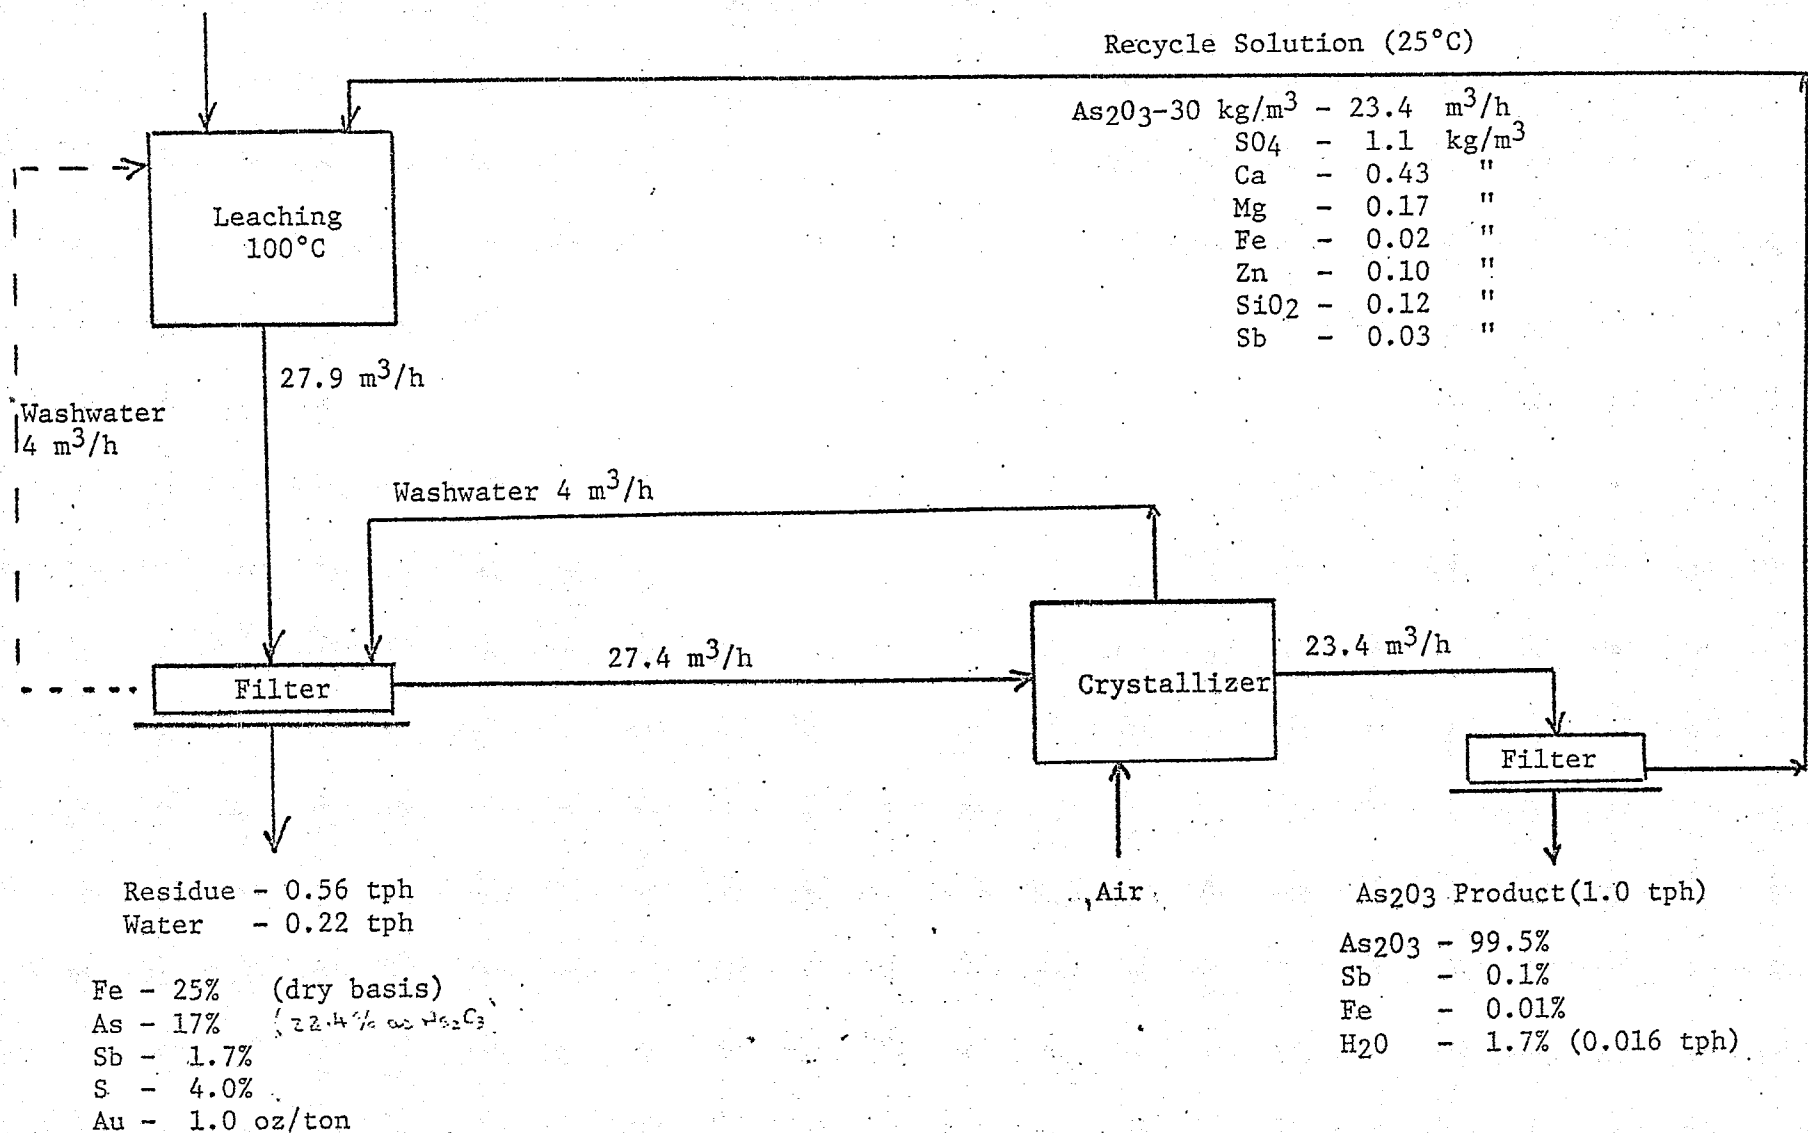 Recycle Solution (25°C)
As2O3-30 kg/m3 - 23.4 m3/h
SO4 - 1.1 kg/m3
Ca - 0.43 "
Mg - 0.17 "
Fe - 0.02 "
Zn - 0.10 "
SiO2 - 0.12 "
Sb - 0.03 "
Leaching
100°C
27.9 m3/h
Washwater
4 m3/h
Washwater 4 m3/h
Filter
27.4 m3/h
Crystallizer
23.4 m3/h
Filter
Residue - 0.56 tph
Water - 0.22 tph
Fe - 25% (dry basis)
As - 17% (22.4% as As2O3)
Sb - 1.7%
S - 4.0%
Au - 1.0 oz/ton
Air
As2O3 Product(1.0 tph)
As2O3 - 99.5%
Sb - 0.1%
Fe - 0.01%
H2O - 1.7% (0.016 tph)